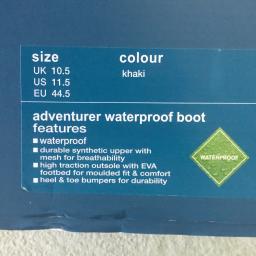 size colour
UK 10.5 khaki
US 11.5
EU 44.5
adventurer waterproof boot
features
■ waterproof
■ durable synthetic upper with
mesh for breathability
■ high traction outsole with EVA
footbed for moulded fit & comfort
■ heel & toe bumpers for durability
WATERPROOF